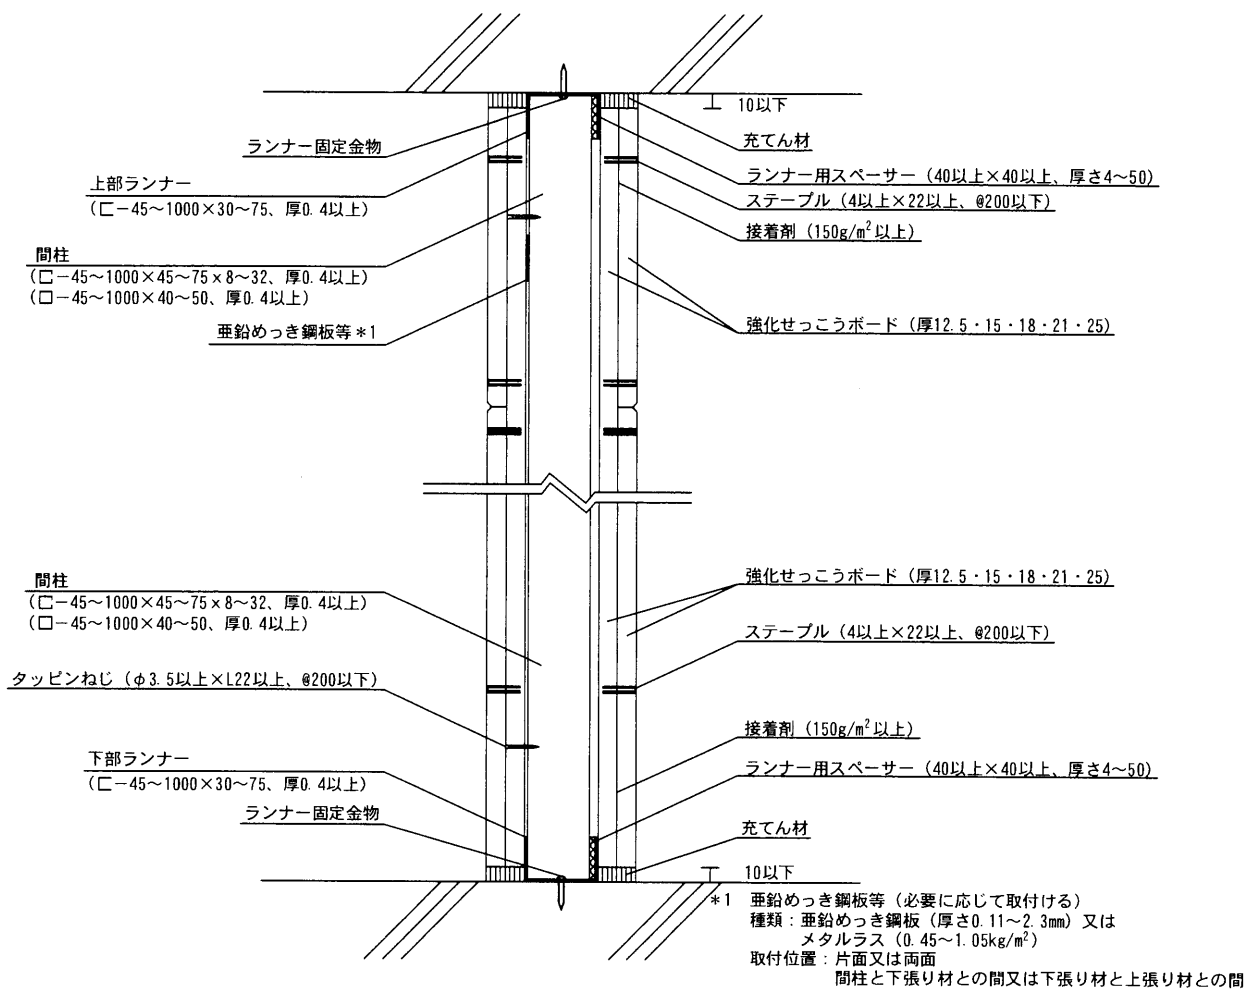 10以下
ランナー固定金物
充てん材
上部ランナー
(⊏－45～1000×30～75、厚0.4以上)
ランナー用スペーサー (40以上×40以上、厚さ4～50)
ステープル (4以上×22以上、@200以下)
接着剤 (150g/m²以上)
間柱
(⊏－45～1000×45～75×8～32、厚0.4以上)
(□－45～1000×40～50、厚0.4以上)
亜鉛めっき鋼板等＊1
強化せっこうボード (厚12.5・15・18・21・25)
間柱
(⊏－45～1000×45～75×8～32、厚0.4以上)
(□－45～1000×40～50、厚0.4以上)
強化せっこうボード (厚12.5・15・18・21・25)
ステープル (4以上×22以上、@200以下)
タッピンねじ (φ3.5以上×L22以上、@200以下)
接着剤 (150g/m²以上)
下部ランナー
(⊏－45～1000×30～75、厚0.4以上)
ランナー用スペーサー (40以上×40以上、厚さ4～50)
ランナー固定金物
充てん材
10以下
＊1 亜鉛めっき鋼板等 (必要に応じて取付ける)
種類：亜鉛めっき鋼板 (厚さ0.11～2.3mm) 又は
メタルラス (0.45～1.05kg/m²)
取付位置：片面又は両面
間柱と下張り材との間又は下張り材と上張り材との間